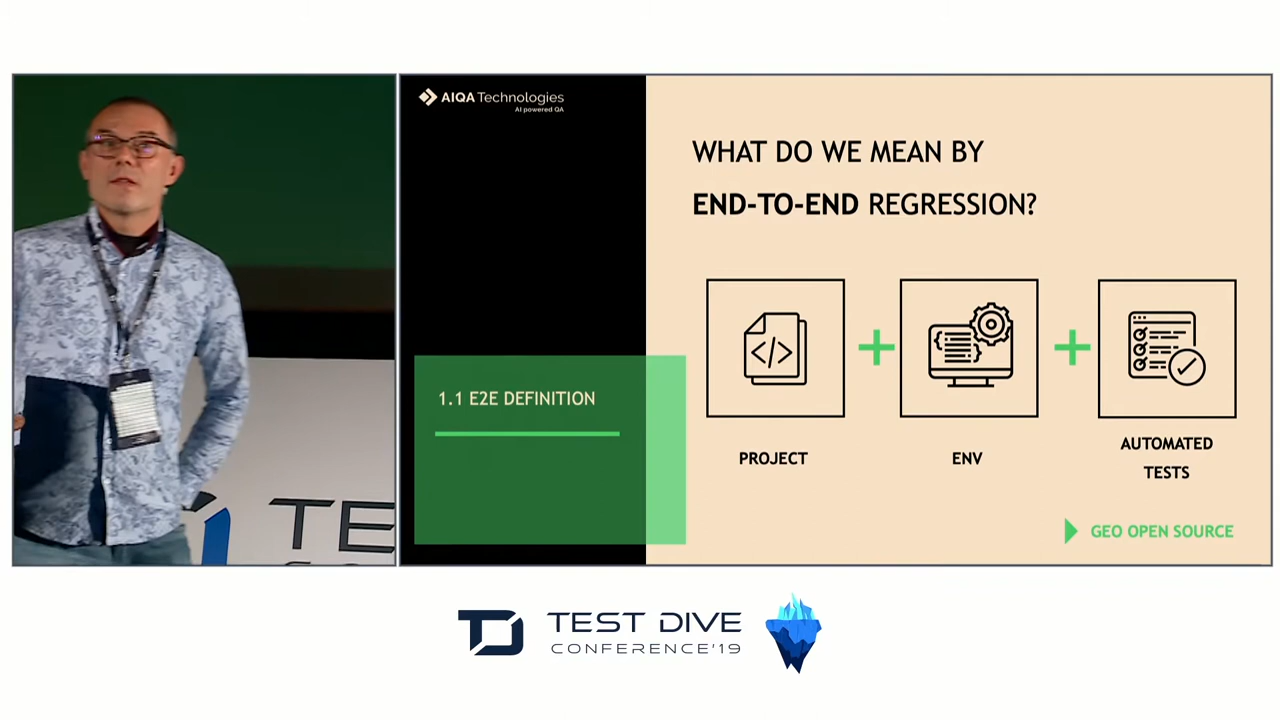 AIQA Technologies
AI powered QA
WHAT DO WE MEAN BY
END-TO-END REGRESSION?
1.1 E2E DEFINITION
PROJECT
ENV
AUTOMATED
TESTS
GEO OPEN SOURCE
TE
TEST DIVE
CONFERENCE'19